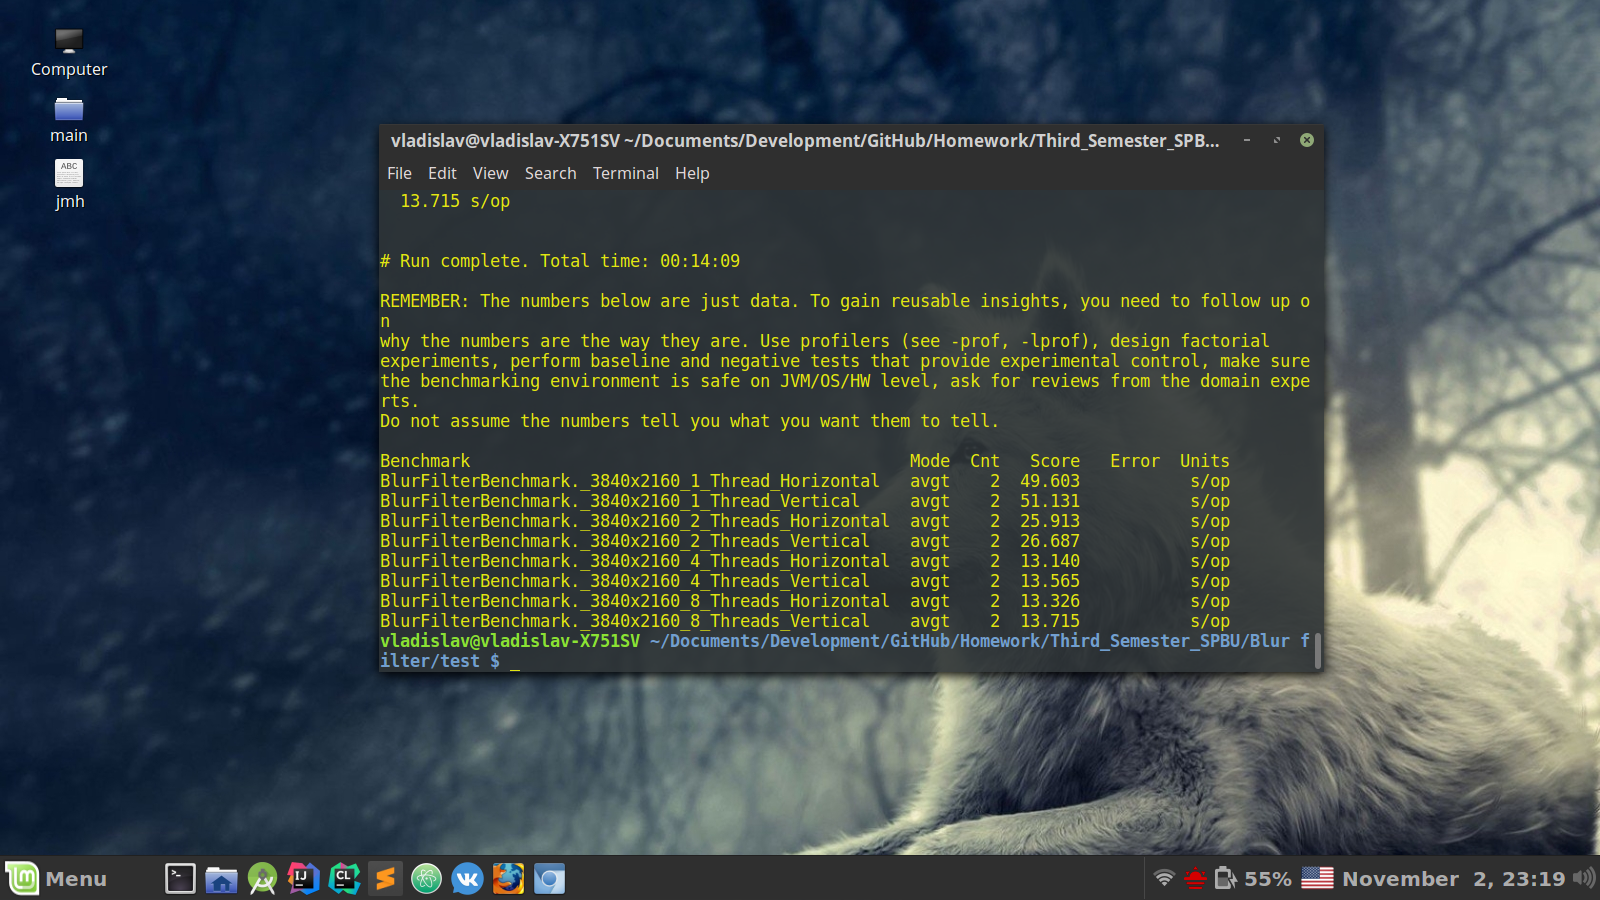 Computer
main
ABC
jmh
vladislav@vladislav-X751SV ~/Documents/Development/GitHub/Homework/Third_Semester_SPB...
File Edit View Search Terminal Help
13.715 s/op
# Run complete. Total time: 00:14:09
REMEMBER: The numbers below are just data. To gain reusable insights, you need to follow up o
n
why the numbers are the way they are. Use profilers (see -prof, -lprof), design factorial
experiments, perform baseline and negative tests that provide experimental control, make sure
the benchmarking environment is safe on JVM/OS/HW level, ask for reviews from the domain expe
rts.
Do not assume the numbers tell you what you want them to tell.
Benchmark Mode Cnt Score Error Units
BlurFilterBenchmark._3840x2160_1_Thread_Horizontal avgt 2 49.603 s/op
BlurFilterBenchmark._3840x2160_1_Thread_Vertical avgt 2 51.131 s/op
BlurFilterBenchmark._3840x2160_2_Threads_Horizontal avgt 2 25.913 s/op
BlurFilterBenchmark._3840x2160_2_Threads_Vertical avgt 2 26.687 s/op
BlurFilterBenchmark._3840x2160_4_Threads_Horizontal avgt 2 13.140 s/op
BlurFilterBenchmark._3840x2160_4_Threads_Vertical avgt 2 13.565 s/op
BlurFilterBenchmark._3840x2160_8_Threads_Horizontal avgt 2 13.326 s/op
BlurFilterBenchmark._3840x2160_8_Threads_Vertical avgt 2 13.715 s/op
vladislav@vladislav-X751SV ~/Documents/Development/GitHub/Homework/Third_Semester_SPBU/Blur f
ilter/test $ _
Menu IJ CL 55% November 2, 23:19